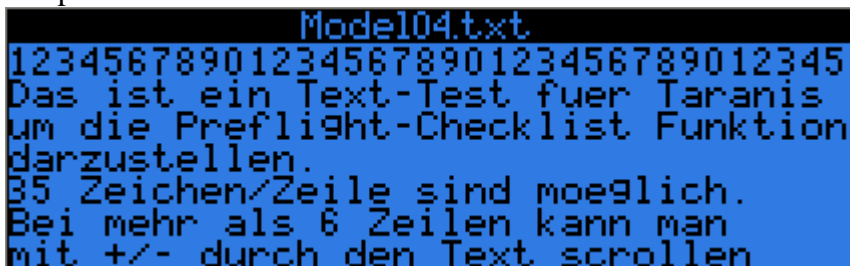 Model04.txt
12345678901234567890123456789012345
Das ist ein Text-Test fuer Taranis
um die Preflight-Checklist Funktion
darzustellen.
35 Zeichen/Zeile sind moeglich.
Bei mehr als 6 Zeilen kann man
mit +/- durch den Text scrollen